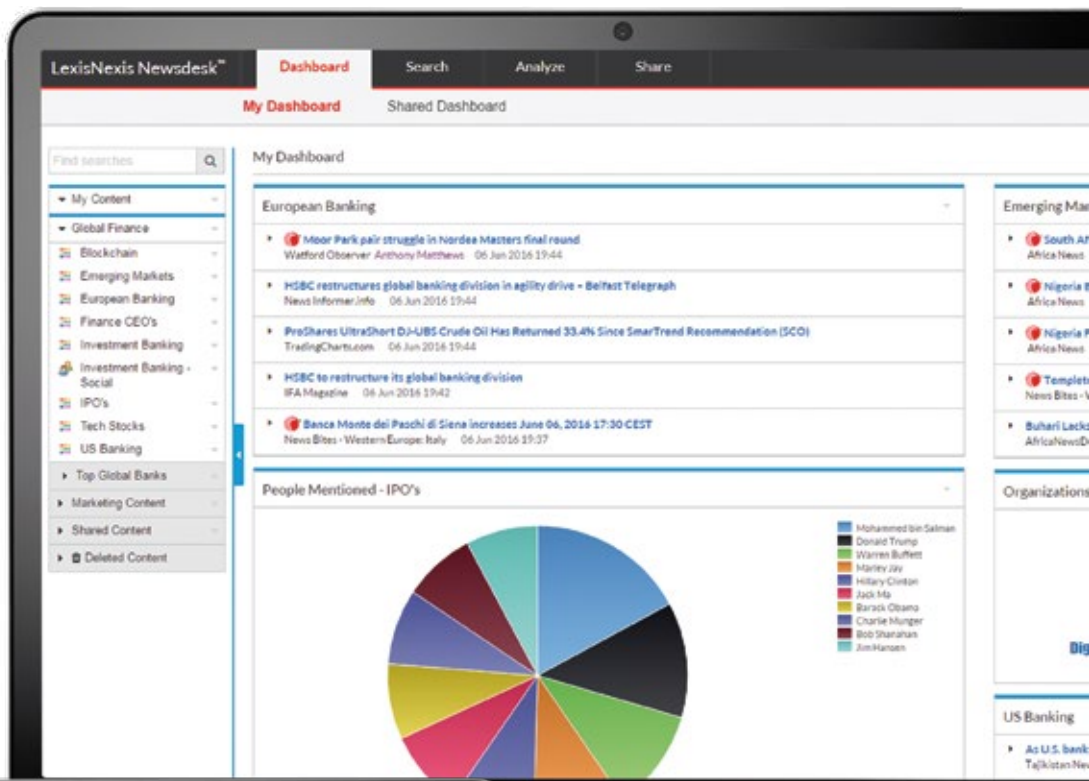 LexisNexis Newsdesk™
Dashboard
Search
Analyze
Share
My Dashboard
Shared Dashboard
Find searches
My Content
Global Finance
Blockchain
Emerging Markets
European Banking
Finance CEO's
Investment Banking
Investment Banking -
Social
IPO's
Tech Stocks
US Banking
Top Global Banks
Marketing Content
Shared Content
Deleted Content
My Dashboard
European Banking
Moor Park pair struggle in Nordea Masters final round
Watford Observer Anthony Matthews 06 Jun 2016 19:44
HSBC restructures global banking division in agility drive - Belfast Telegraph
News Informer.info 06 Jun 2016 19:44
ProShares UltraShort DJ-UBS Crude Oil Has Returned 33.4% Since SmarTrend Recommendation (SCO)
TradingCharts.com 06 Jun 2016 19:44
HSBC to restructure its global banking division
IFA Magazine 06 Jun 2016 19:42
Banca Monte dei Paschi di Siena increases June 06, 2016 17:30 CEST
News Bites - Western Europe: Italy 06 Jun 2016 19:37
People Mentioned - IPO's
Mohammed bin Salman
Donald Trump
Warren Buffett
Marley Jay
Hillary Clinton
Jack Ma
Barack Obama
Charlie Munger
Bob Shanahan
Jim Hansen
Emerging Mar
South Af
Africa News
Nigeria
Africa News
Nigeria
Africa News
Templet
News Bites -
Buhari Lacks
AfricaNewsD
Organizations
Dig
US Banking
As U.S. bank
Tajikistan Ne